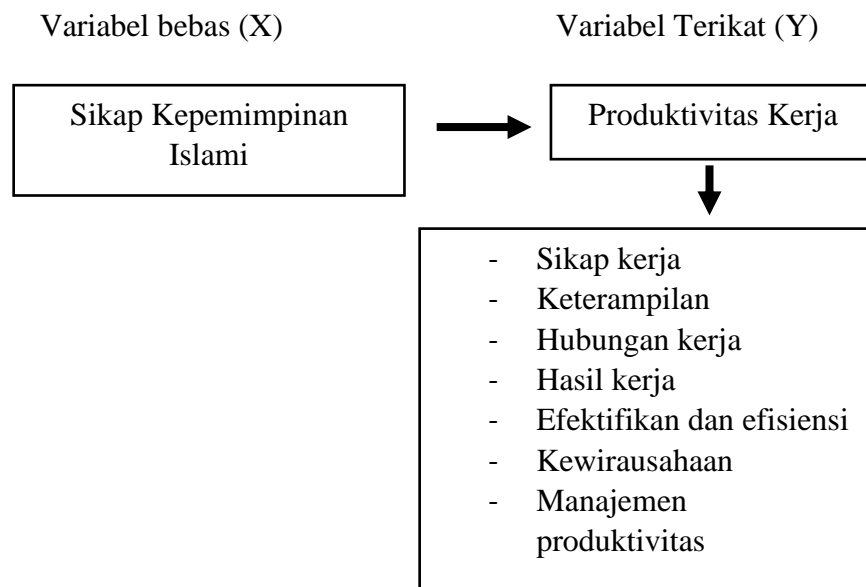 Variabel bebas (X)
Variabel Terikat (Y)
Sikap Kepemimpinan
Islami
Produktivitas Kerja
- Sikap kerja
- Keterampilan
- Hubungan kerja
- Hasil kerja
- Efektifikan dan efisiensi
- Kewirausahaan
- Manajemen
produktivitas